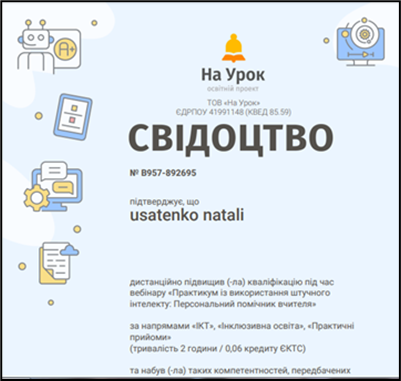 A+
На Урок
освітній проект
ТОВ «На Урок»
ЄДРПОУ 41991148 (КВЕД 85.59)
СВІДОЦТВО
№ В957-892695
підтверджує, що
usatenko natali
дистанційно підвищив (-ла) кваліфікацію під час
вебінару «Практикум із використання штучного
інтелекту: Персональний помічник вчителя»
за напрямами «ІКТ», «Інклюзивна освіта», «Практичні
прийоми»
(тривалість 2 години / 0,06 кредиту ЄКТС)
та набув (-ла) таких компетентностей, передбачених